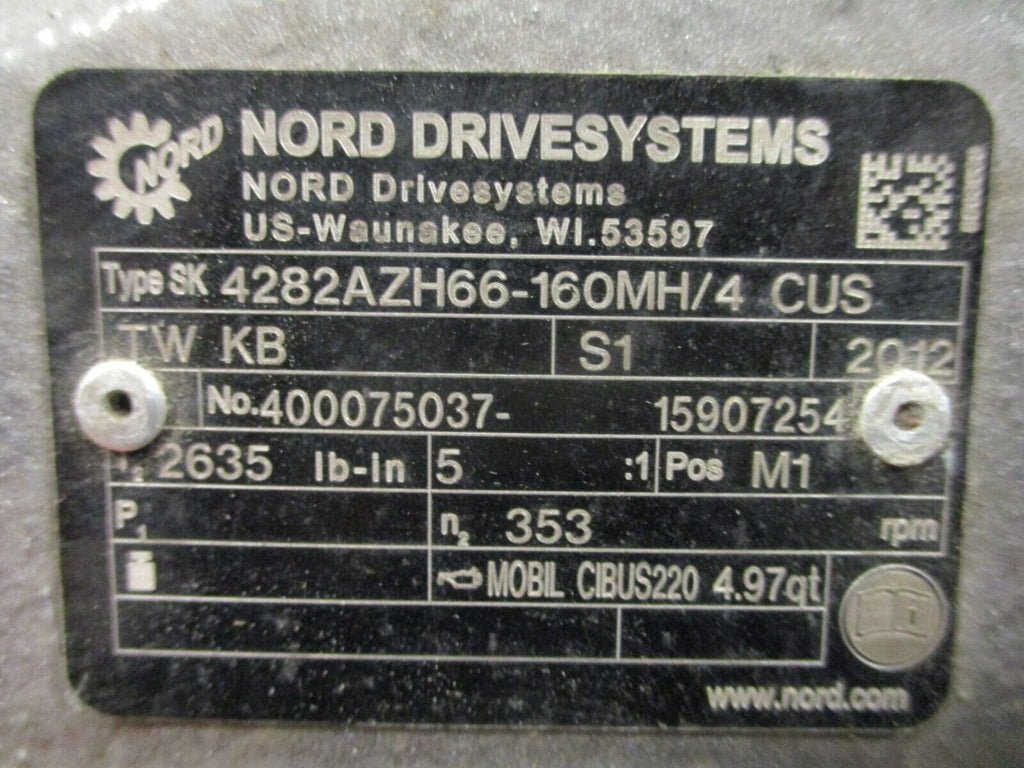 NORD NORD DRIVESYSTEMS
NORD Drivesystems
US-Waunakee, WI.53597
Type SK 4282AZH66-160MH/4 CUS
TW KB S1 2012
No.400075037- 15907254
2635 lb-in 5 :1 Pos M1
P1 n2 353 rpm
MOBIL CIBUS220 4.97qt
www.nord.com